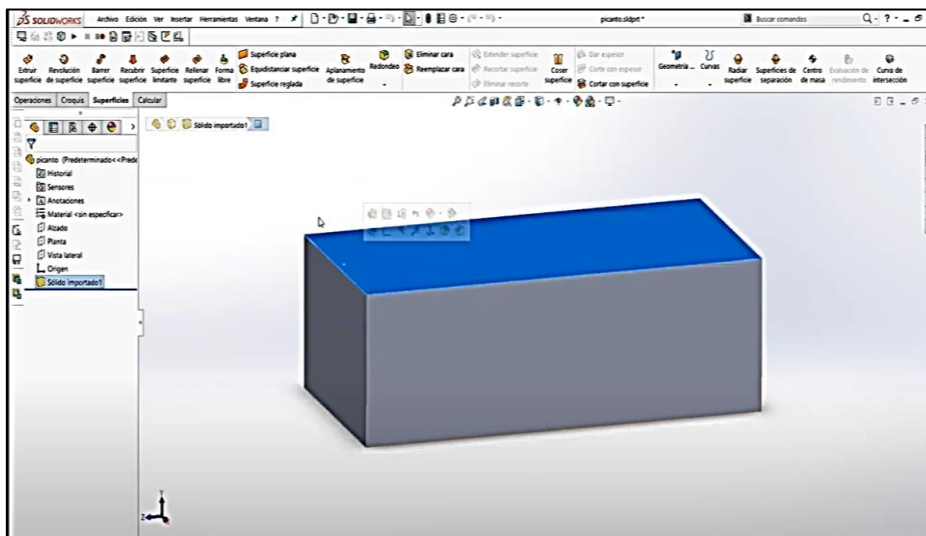 SOLIDWORKS Archivo Edición Ver Insertar Herramientas Ventana ? picanto.sldprt * Buscar comandos ?
Extruir superficie
Revolución de superficie
Barrer superficie
Recubrir superficie
Superficie limitante
Rellenar superficie
Forma libre
Superficie plana
Equidistanciar superficie
Superficie reglada
Aplanamiento de superficie
Redondeo
Eliminar cara
Reemplazar cara
Extender superficie
Recortar superficie
Eliminar recorte
Coser superficie
Dar espesor
Corte con espesor
Cortar con superficie
Geometría ...
Curvas
Radiar superficie
Superficies de separación
Centro de masa
Evaluación de rendimiento
Curva de intersección
Operaciones Croquis Superficies Calcular
Sólido importado1
picanto (Predeterminado<<Prede
Historial
Sensores
Anotaciones
Material <sin especificar>
Alzado
Planta
Vista lateral
Origen
Sólido importado1
Y
Z